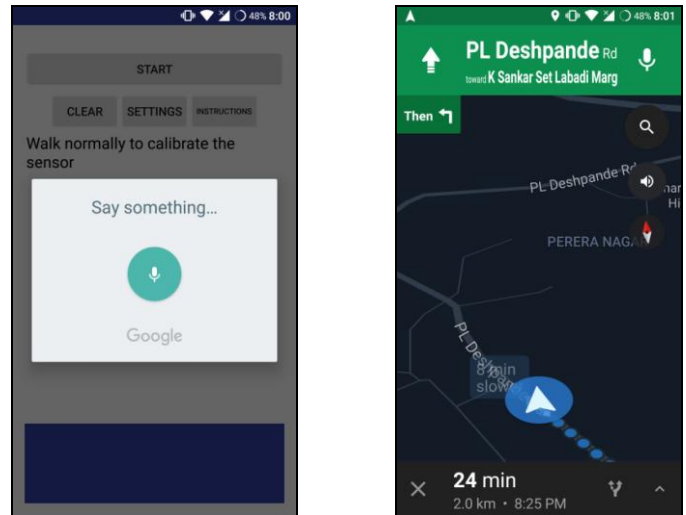 48% 8:00
START
CLEAR SETTINGS INSTRUCTIONS
Walk normally to calibrate the
sensor
Say something...
Google
48% 8:01
PL Deshpande Rd
toward K Sankar Set Labadi Marg
Then
PL Deshpande Rd
PERERA NAGAR
PL Deshpande
8 min
slower
24 min
2.0 km • 8:25 PM